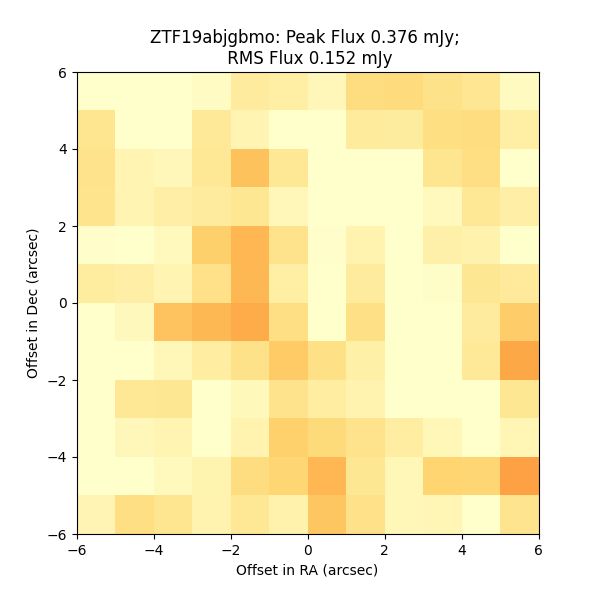 ZTF19abjgbmo: Peak Flux 0.376 mJy;
RMS Flux 0.152 mJy
6
4
2
0
−2
−4
−6
Offset in Dec (arcsec)
−6 −4 −2 0 2 4 6
Offset in RA (arcsec)